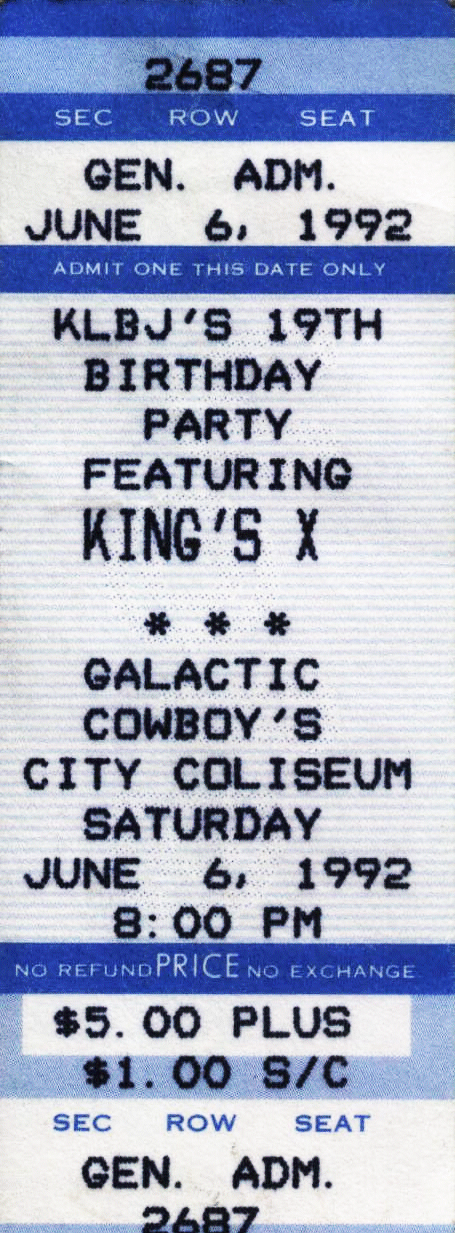 2687
SEC ROW SEAT
GEN. ADM.
JUNE 6, 1992
ADMIT ONE THIS DATE ONLY
KLBJ'S 19TH
BIRTHDAY
PARTY
FEATURING
KING'S X
* * *
GALACTIC
COWBOY'S
CITY COLISEUM
SATURDAY
JUNE 6, 1992
8:00 PM
NO REFUND PRICE NO EXCHANGE
$5.00 PLUS
$1.00 S/C
SEC ROW SEAT
GEN. ADM.
2687